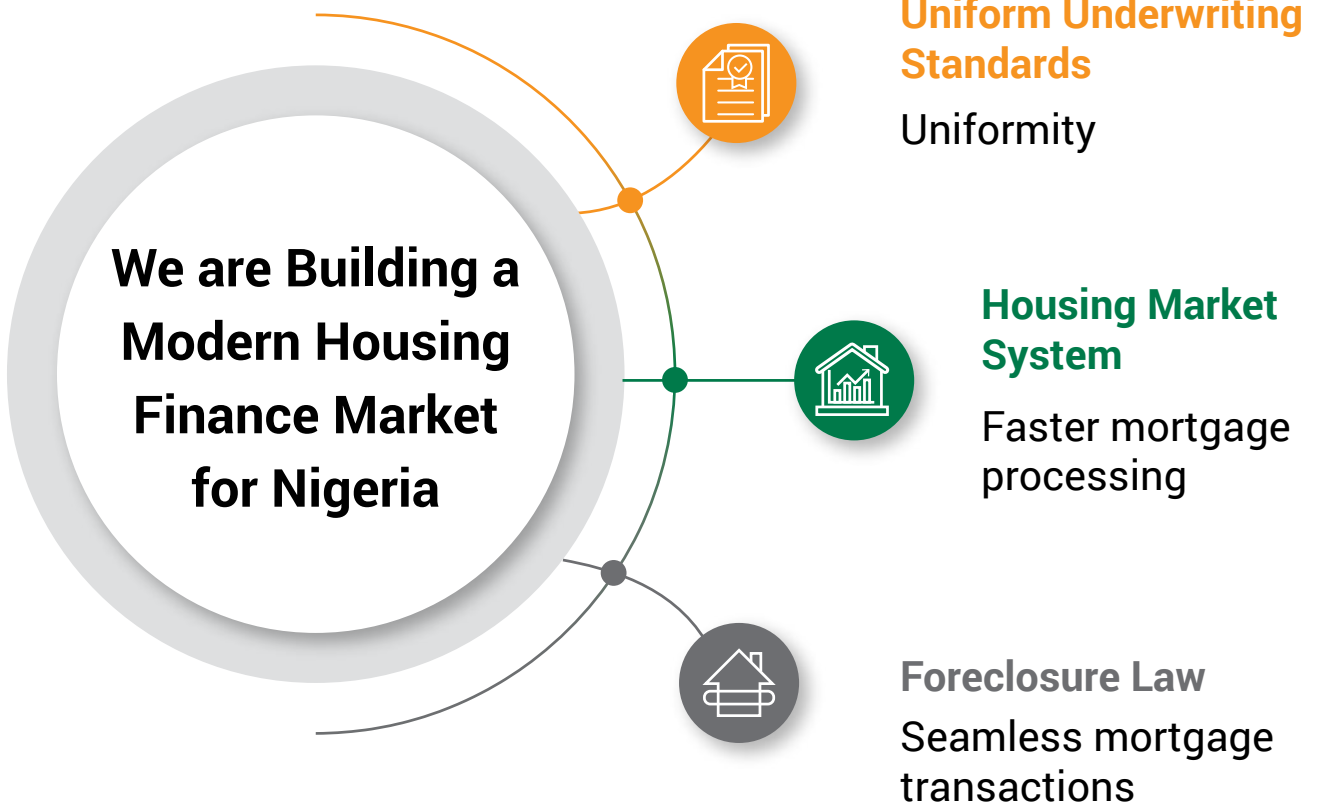 We are Building a
Modern Housing
Finance Market
for Nigeria
Uniform Underwriting
Standards
Uniformity
Housing Market
System
Faster mortgage
processing
Foreclosure Law
Seamless mortgage
transactions